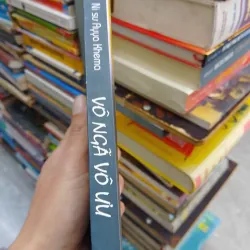 Ni sư Ayya Khema
VÔ NGÃ VÔ ƯU